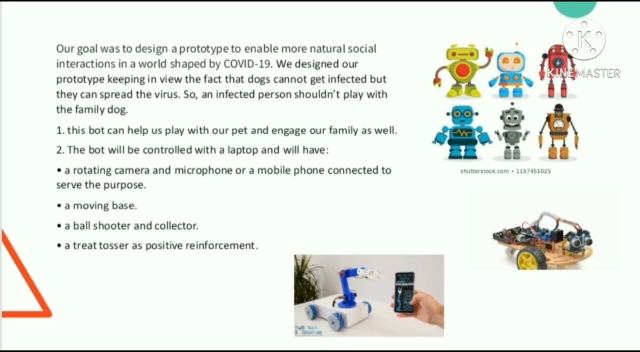 Our goal was to design a prototype to enable more natural social
interactions in a world shaped by COVID-19. We designed our
prototype keeping in view the fact that dogs cannot get infected but
they can spread the virus. So, an infected person shouldn't play with
the family dog.
1. this bot can help us play with our pet and engage our family as well.
2. The bot will be controlled with a laptop and will have:
• a rotating camera and microphone or a mobile phone connected to
serve the purpose.
• a moving base.
• a ball shooter and collector.
• a treat tosser as positive reinforcement.
K
KINEMASTER
shutterstock.com • 1157451025